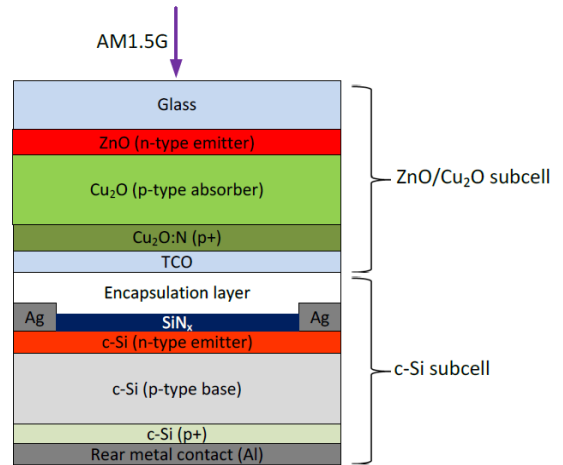 AM1.5G
Glass
ZnO (n-type emitter)
Cu₂O (p-type absorber)
ZnO/Cu₂O subcell
Cu₂O:N (p+)
TCO
Encapsulation layer
Ag
SiNₓ
Ag
c-Si (n-type emitter)
c-Si subcell
c-Si (p-type base)
c-Si (p+)
Rear metal contact (Al)